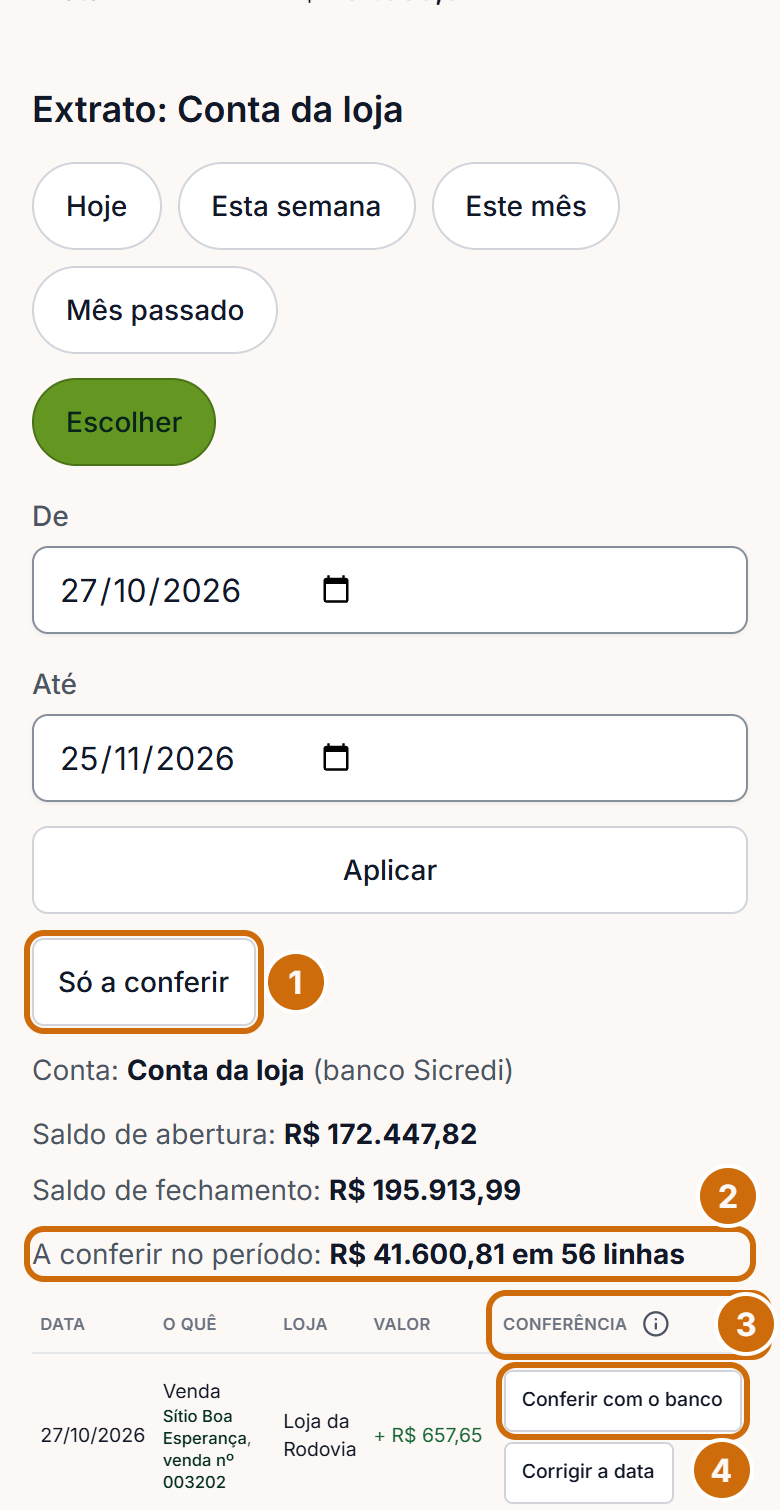 Extrato: Conta da loja
Hoje
Esta semana
Este mês
Mês passado
Escolher
De
27/10/2026
Até
25/11/2026
Aplicar
Só a conferir
1
Conta: Conta da loja (banco Sicredi)
Saldo de abertura: R$ 172.447,82
Saldo de fechamento: R$ 195.913,99
2
A conferir no período: R$ 41.600,81 em 56 linhas
DATA
O QUÊ
LOJA
VALOR
CONFERÊNCIA
3
27/10/2026
Venda
Sítio Boa
Esperança,
venda nº
003202
Loja da
Rodovia
+ R$ 657,65
Conferir com o banco
Corrigir a data
4